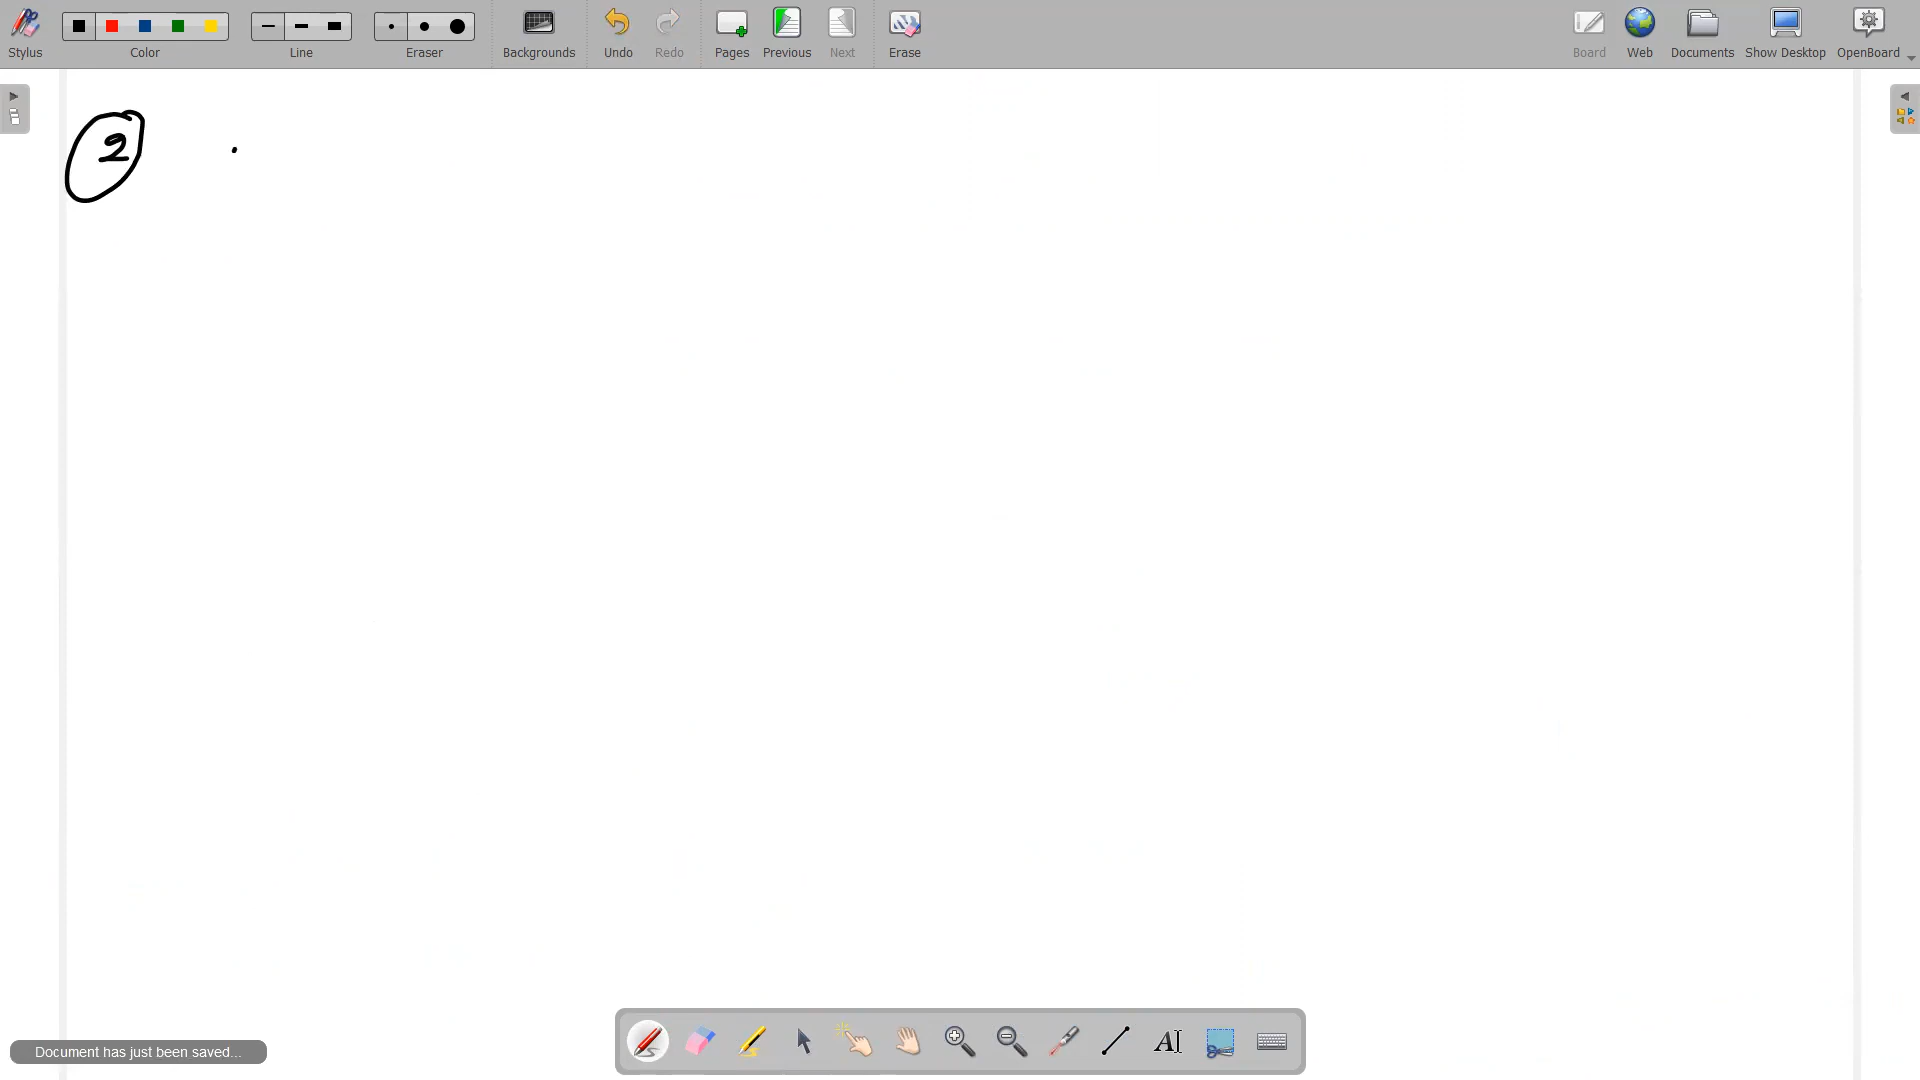 Stylus Color Line Eraser Backgrounds Undo Redo Pages Previous Next Erase Board Web Documents Show Desktop OpenBoard
2 .
Document has just been saved...